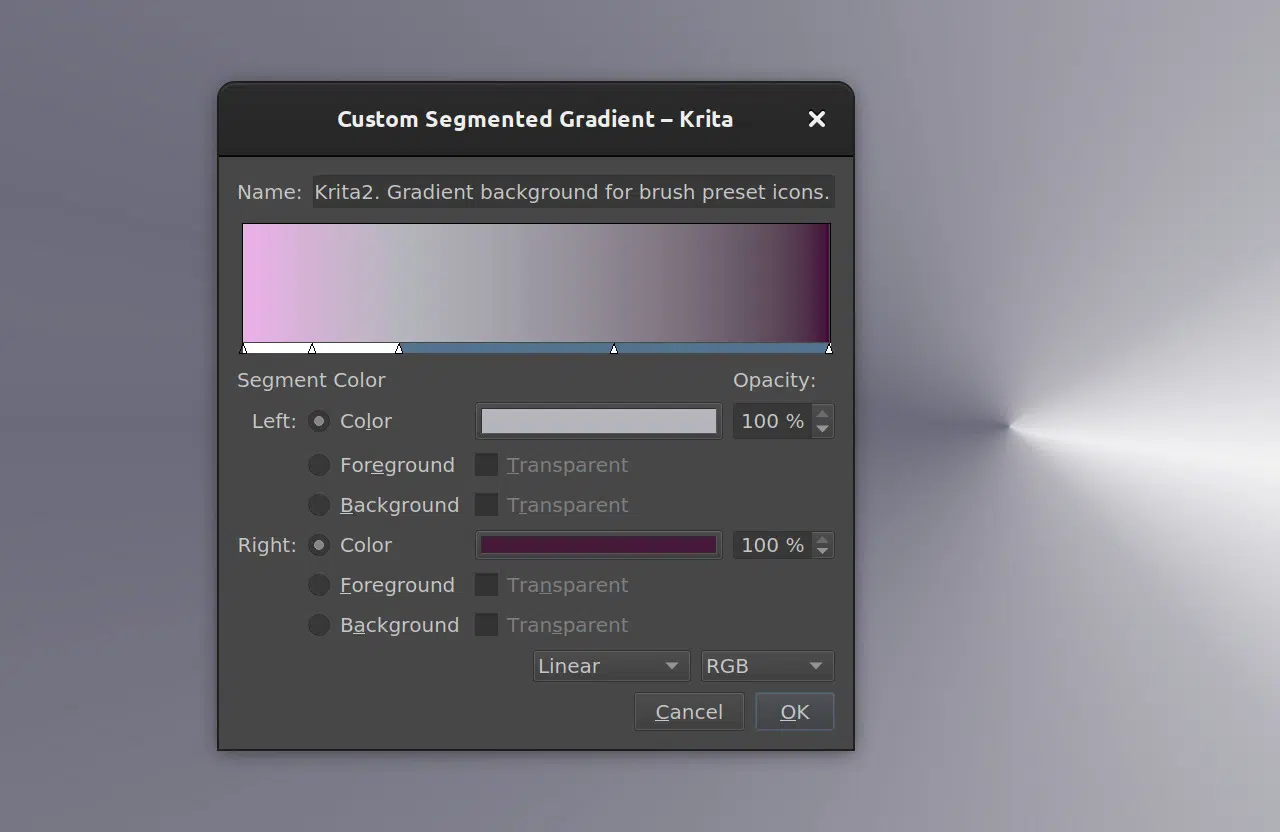 Custom Segmented Gradient – Krita
Name: Krita2. Gradient background for brush preset icons.
Segment Color Opacity:
Left: Color 100 %
Foreground Transparent
Background Transparent
Right: Color 100 %
Foreground Transparent
Background Transparent
Linear RGB
Cancel OK